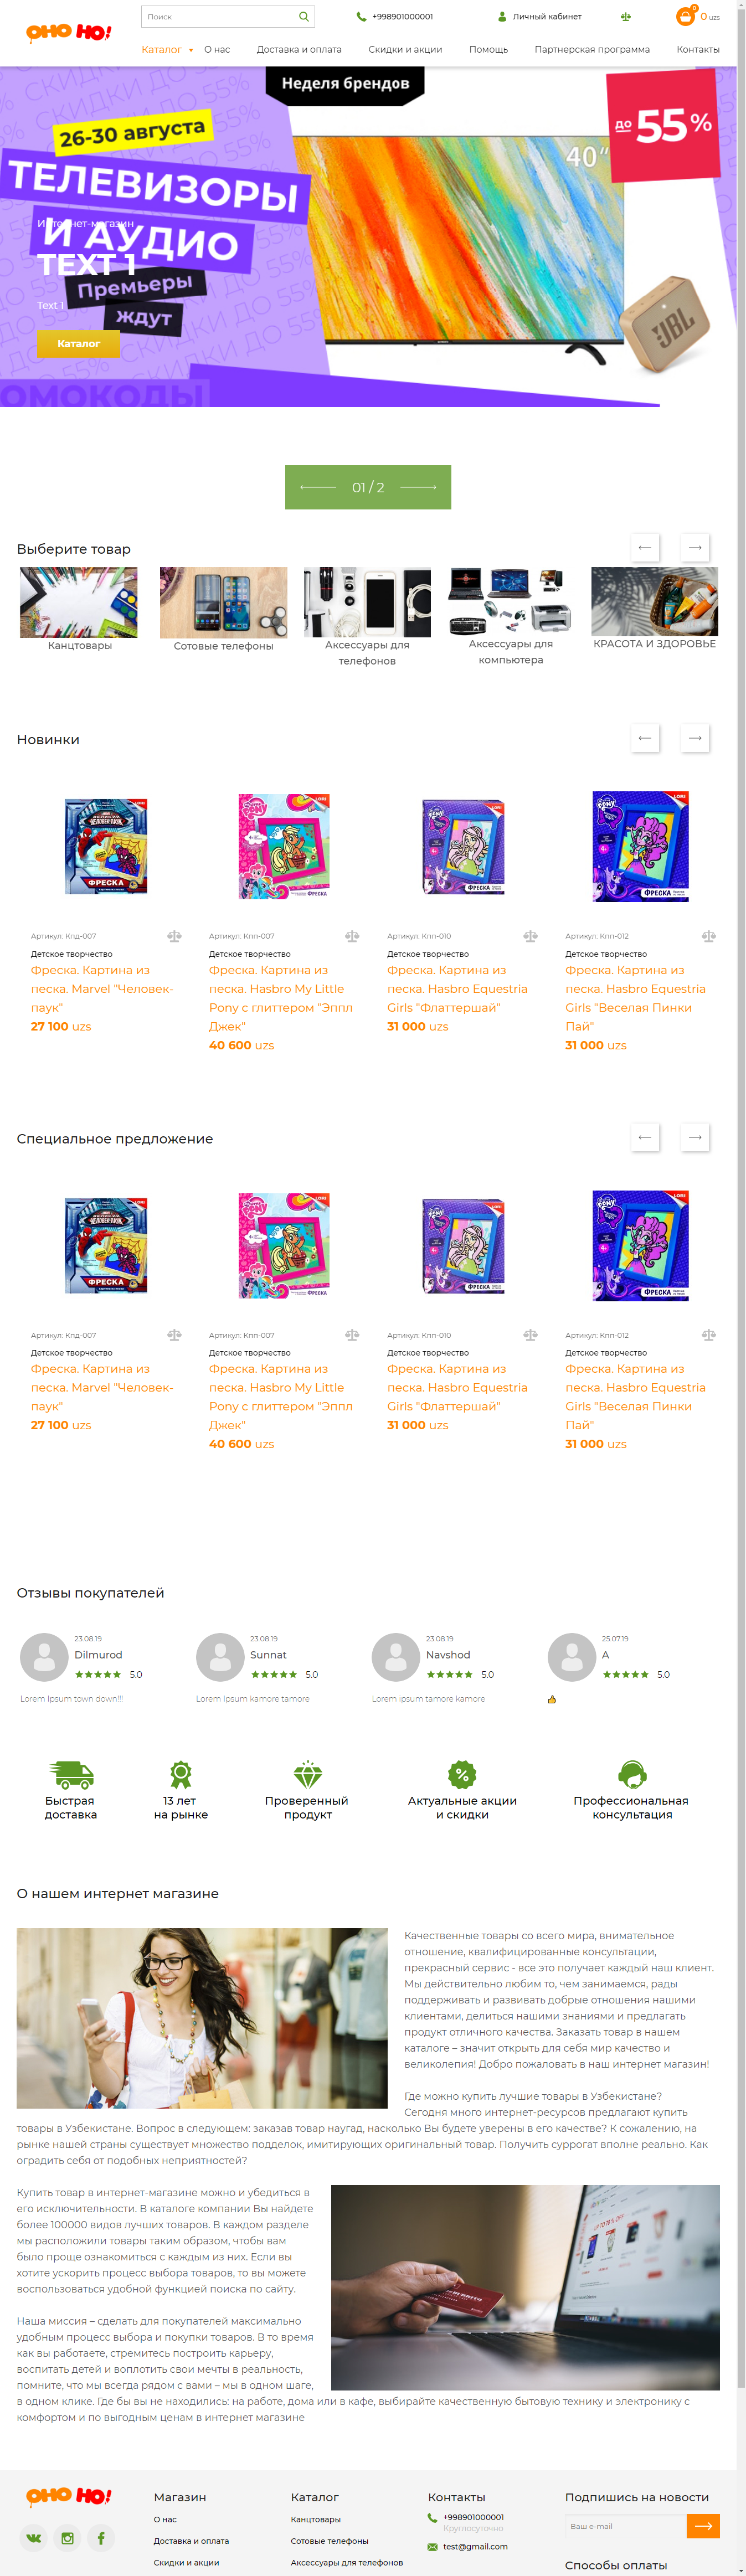 ОНО НО!
Поиск
+998901000001
Личный кабинет
0
0 uzs
Каталог
О нас
Доставка и оплата
Скидки и акции
Помощь
Партнерская программа
Контакты
Неделя брендов
26-30 августа
до 55%
ТЕЛЕВИЗОРЫ
И АУДИО
40“
Интернет-магазин
TEXT 1
Премьеры
ждут
Text 1
JBL
Каталог
ОМОКОДЫ
01 / 2
Выберите товар
Канцтовары
Сотовые телефоны
Аксессуары для
телефонов
Аксессуары для
компьютера
КРАСОТА И ЗДОРОВЬЕ
Новинки
Артикул: Кпд-007
Детское творчество
Фреска. Картина из
песка. Marvel "Человек-
паук"
27 100 uzs
Артикул: Кпп-007
Детское творчество
Фреска. Картина из
песка. Hasbro My Little
Pony с глиттером "Эппл
Джек"
40 600 uzs
Артикул: Кпп-010
Детское творчество
Фреска. Картина из
песка. Hasbro Equestria
Girls "Флаттершай"
31 000 uzs
Артикул: Кпп-012
Детское творчество
Фреска. Картина из
песка. Hasbro Equestria
Girls "Веселая Пинки
Пай"
31 000 uzs
Специальное предложение
Артикул: Кпд-007
Детское творчество
Фреска. Картина из
песка. Marvel "Человек-
паук"
27 100 uzs
Артикул: Кпп-007
Детское творчество
Фреска. Картина из
песка. Hasbro My Little
Pony с глиттером "Эппл
Джек"
40 600 uzs
Артикул: Кпп-010
Детское творчество
Фреска. Картина из
песка. Hasbro Equestria
Girls "Флаттершай"
31 000 uzs
Артикул: Кпп-012
Детское творчество
Фреска. Картина из
песка. Hasbro Equestria
Girls "Веселая Пинки
Пай"
31 000 uzs
Отзывы покупателей
23.08.19
Dilmurod
5.0
Lorem Ipsum town down!!!
23.08.19
Sunnat
5.0
Lorem Ipsum kamore tamore
23.08.19
Navshod
5.0
Lorem ipsum tamore kamore
25.07.19
A
5.0
Быстрая
доставка
13 лет
на рынке
Проверенный
продукт
Актуальные акции
и скидки
Профессиональная
консультация
О нашем интернет магазине
Качественные товары со всего мира, внимательное
отношение, квалифицированные консультации,
прекрасный сервис - все это получает каждый наш клиент.
Мы действительно любим то, чем занимаемся, рады
поддерживать и развивать добрые отношения нашими
клиентами, делиться нашими знаниями и предлагать
продукт отличного качества. Заказать товар в нашем
каталоге – значит открыть для себя мир качество и
великолепия! Добро пожаловать в наш интернет магазин!
Где можно купить лучшие товары в Узбекистане?
Сегодня много интернет-ресурсов предлагают купить
товары в Узбекистане. Вопрос в следующем: заказав товар наугад, насколько Вы будете уверены в его качестве? К сожалению, на
рынке нашей страны существует множество подделок, имитирующих оригинальный товар. Получить суррогат вполне реально. Как
оградить себя от подобных неприятностей?
Купить товар в интернет-магазине можно и убедиться в
его исключительности. В каталоге компании Вы найдете
более 100000 видов лучших товаров. В каждом разделе
мы расположили товары таким образом, чтобы вам
было проще ознакомиться с каждым из них. Если вы
хотите ускорить процесс выбора товаров, то вы можете
воспользоваться удобной функцией поиска по сайту.
Наша миссия – сделать для покупателей максимально
удобным процесс выбора и покупки товаров. В то время
как вы работаете, стремитесь построить карьеру,
воспитать детей и воплотить свои мечты в реальность,
помните, что мы всегда рядом с вами – мы в одном шаге,
в одном клике. Где бы вы не находились: на работе, дома или в кафе, выбирайте качественную бытовую технику и электронику с
комфортом и по выгодным ценам в интернет магазине
ОНО НО!
Магазин
О нас
Доставка и оплата
Скидки и акции
Каталог
Канцтовары
Сотовые телефоны
Аксессуары для телефонов
Контакты
+998901000001
Круглосуточно
test@gmail.com
Подпишись на новости
Ваш e-mail
Способы оплаты